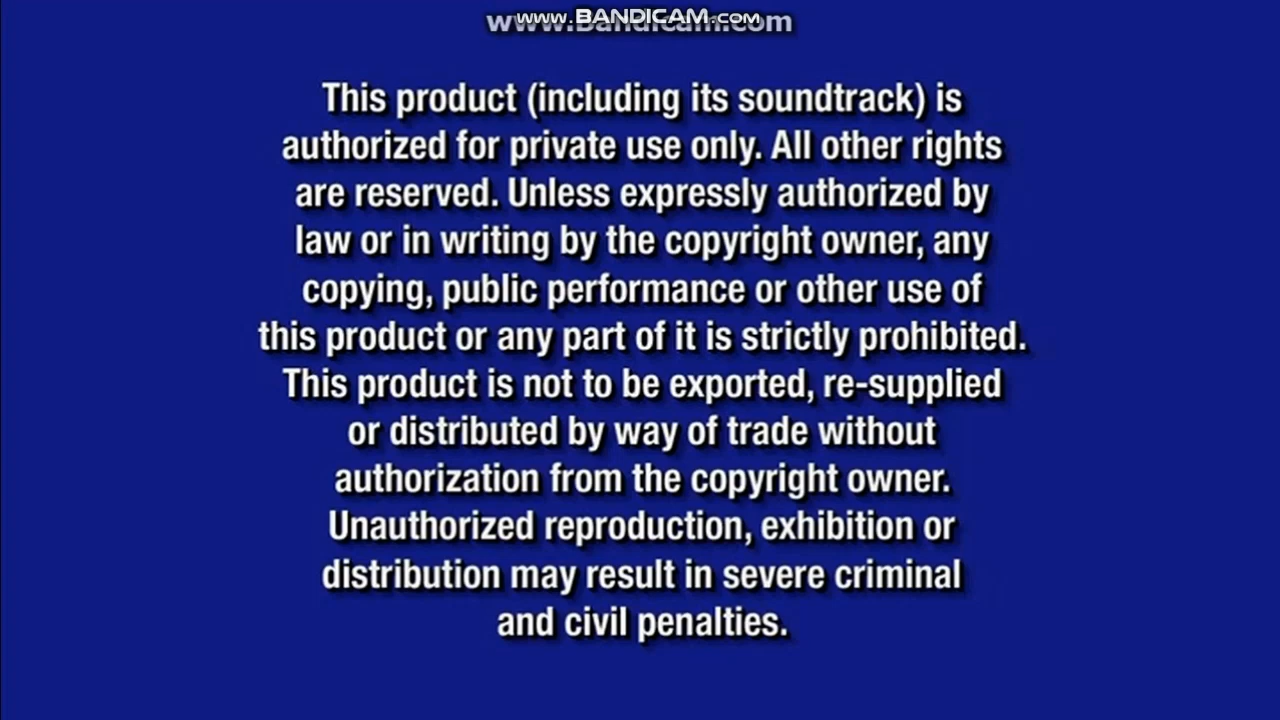 www.BANDICAM.com
www.Bandicam.com
This product (including its soundtrack) is
authorized for private use only. All other rights
are reserved. Unless expressly authorized by
law or in writing by the copyright owner, any
copying, public performance or other use of
this product or any part of it is strictly prohibited.
This product is not to be exported, re-supplied
or distributed by way of trade without
authorization from the copyright owner.
Unauthorized reproduction, exhibition or
distribution may result in severe criminal
and civil penalties.